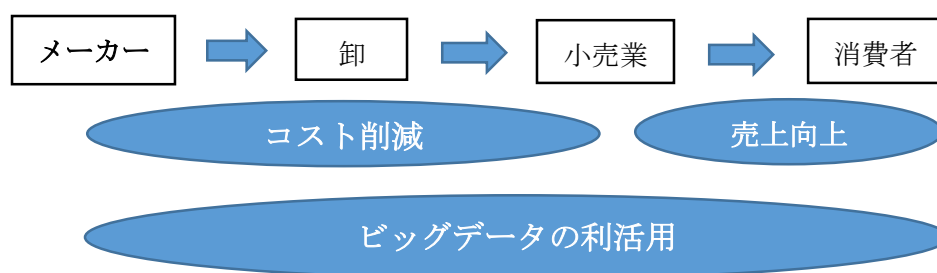 メーカー 卸 小売業 消費者
コスト削減 売上向上
ビッグデータの利活用